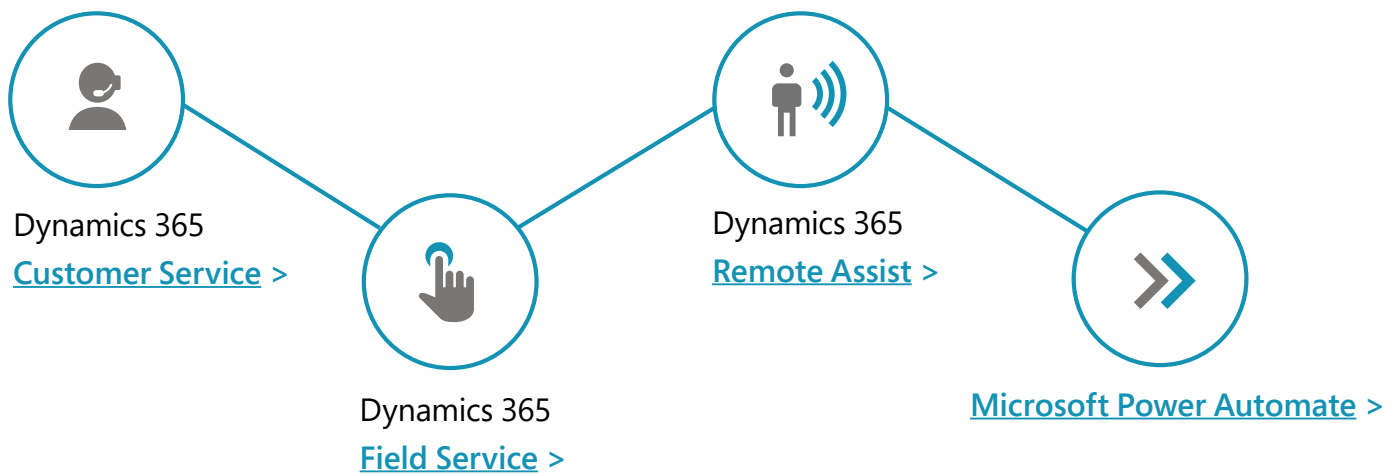 Dynamics 365
Customer Service >
Dynamics 365
Field Service >
Dynamics 365
Remote Assist >
Microsoft Power Automate >